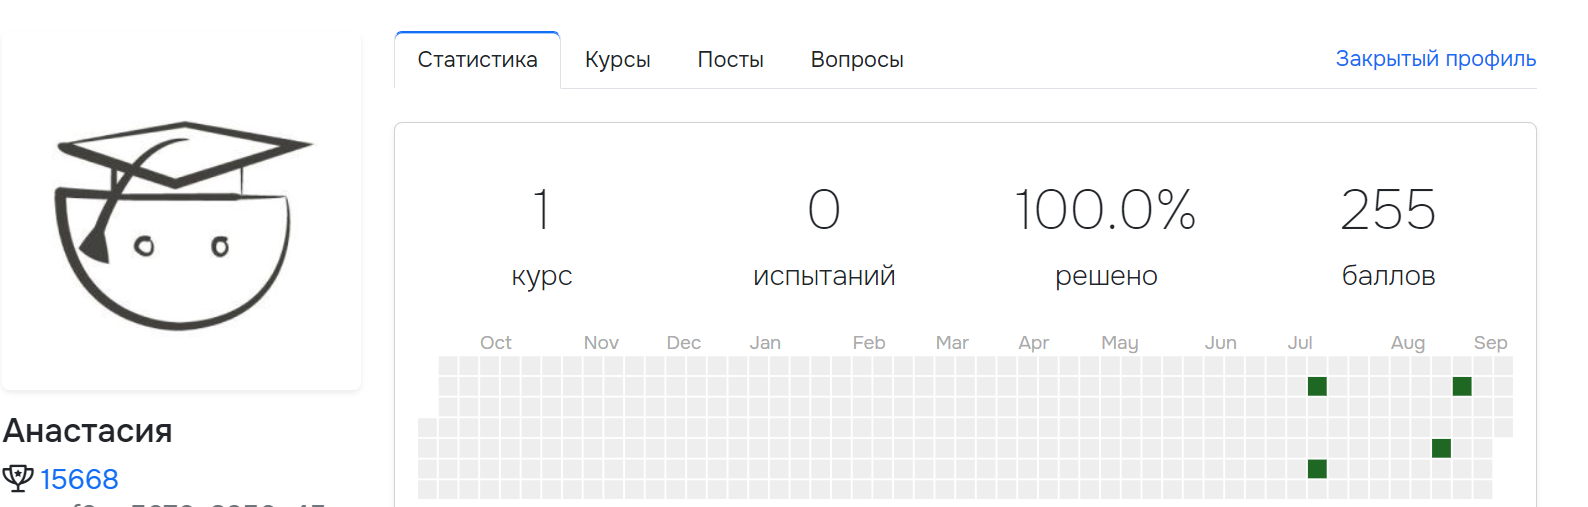 Статистика Курсы Посты Вопросы Закрытый профиль
1 0 100.0% 255
курс испытаний решено баллов
Oct Nov Dec Jan Feb Mar Apr May Jun Jul Aug Sep
Анастасия
15668